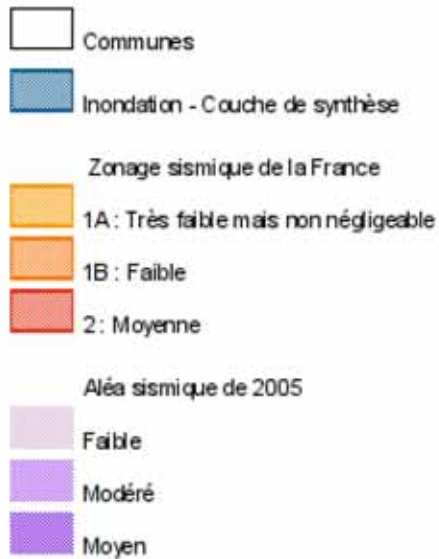 Communes
Inondation - Couche de synthèse
Zonage sismique de la France
1A : Très faible mais non négligeable
1B : Faible
2 : Moyenne
Aléa sismique de 2005
Faible
Modéré
Moyen